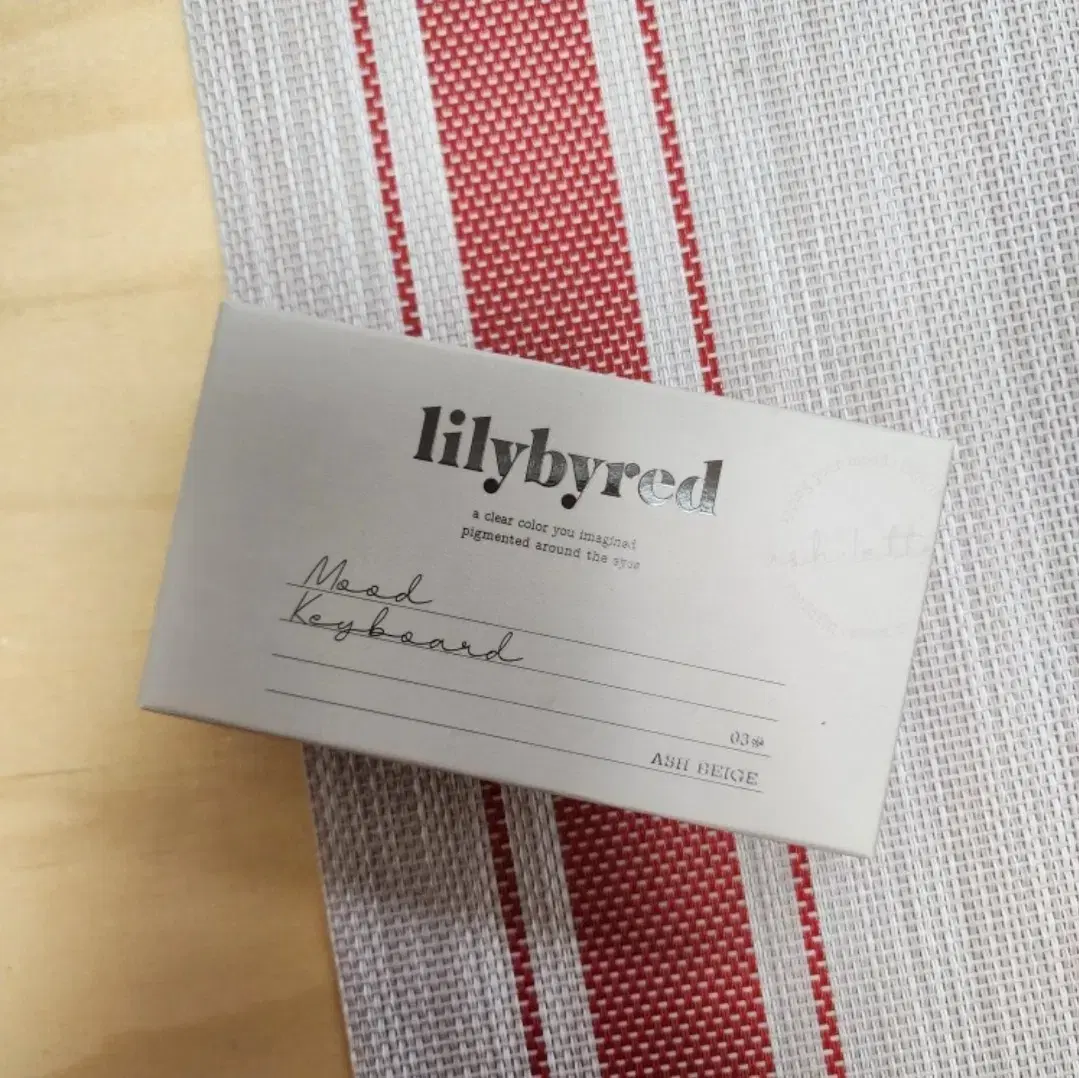 lilybyred
a clear color you imagined
pigmented around the eyes
Mood
Keyboard
03#
ASH BEIGE